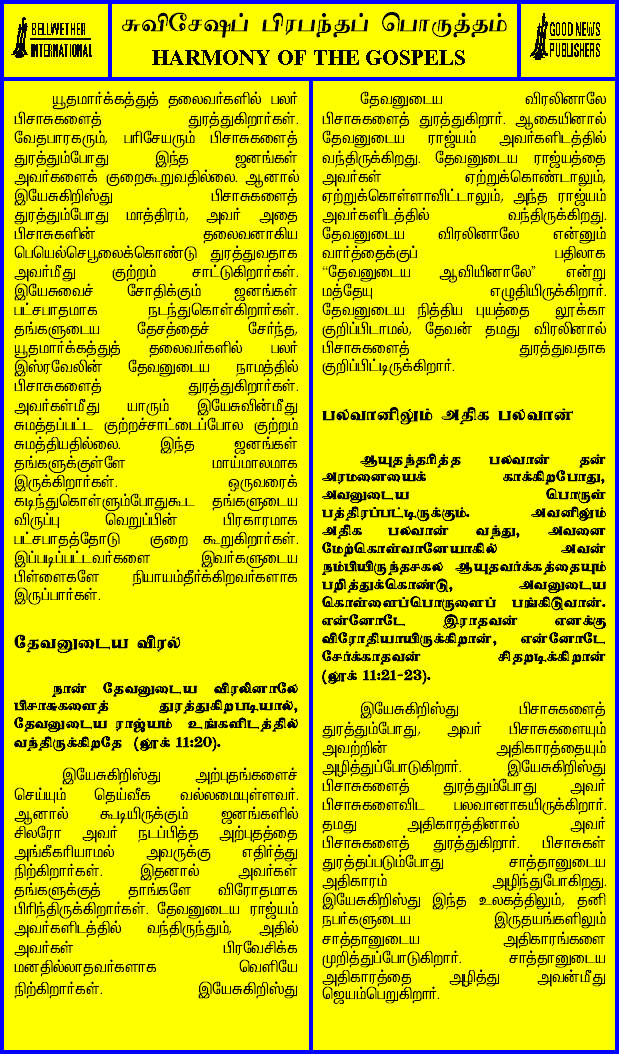 BELLWETHER
INTERNATIONAL
சுவிசேஷப் பிரபந்தப் பொருத்தம்
HARMONY OF THE GOSPELS
GOOD NEWS
PUBLISHERS
யூதமார்க்கத்துத் தலைவர்களில் பலர்
பிசாசுகளைத் துரத்துகிறார்கள்.
வேதபாரகரும், பரிசேயரும் பிசாசுகளைத்
துரத்தும்போது இந்த ஜனங்கள்
அவர்களைக் குறைகூறுவதில்லை. ஆனால்
இயேசுகிறிஸ்து பிசாசுகளைத்
துரத்தும்போது மாத்திரம், அவர் அதை
பிசாசுகளின் தலைவனாகிய
பெயெல்செபூலைக்கொண்டு துரத்துவதாக
அவர்மீது குற்றம் சாட்டுகிறார்கள்.
இயேசுவைச் சோதிக்கும் ஜனங்கள்
பட்சபாதமாக நடந்துகொள்கிறார்கள்.
தங்களுடைய தேசத்தைச் சேர்ந்த,
யூதமார்க்கத்துத் தலைவர்களில் பலர்
இஸ்ரவேலின் தேவனுடைய நாமத்தில்
பிசாசுகளைத் துரத்துகிறார்கள்.
அவர்கள்மீது யாரும் இயேசுவின்மீது
சுமத்தப்பட்ட குற்றச்சாட்டைப்போல குற்றம்
சுமத்தியதில்லை. இந்த ஜனங்கள்
தங்களுக்குள்ளே மாய்மாலமாக
இருக்கிறார்கள். ஒருவரைக்
கடிந்துகொள்ளும்போதுகூட தங்களுடைய
விருப்பு வெறுப்பின் பிரகாரமாக
பட்சபாதத்தோடு குறை கூறுகிறார்கள்.
இப்படிப்பட்டவர்களை இவர்களுடைய
பிள்ளைகளே நியாயம்தீர்க்கிறவர்களாக
இருப்பார்கள்.
தேவனுடைய விரல்
நான் தேவனுடைய விரலினாலே
பிசாசுகளைத் துரத்துகிறபடியால்,
தேவனுடைய ராஜ்யம் உங்களிடத்தில்
வந்திருக்கிறதே (லூக் 11:20).
இயேசுகிறிஸ்து அற்புதங்களைச்
செய்யும் தெய்வீக வல்லமையுள்ளவர்.
ஆனால் கூடியிருக்கும் ஜனங்களில்
சிலரோ அவர் நடப்பித்த அற்புதத்தை
அங்கீகரியாமல் அவருக்கு எதிர்த்து
நிற்கிறார்கள். இதனால் அவர்கள்
தங்களுக்குத் தாங்களே விரோதமாக
பிரிந்திருக்கிறார்கள். தேவனுடைய ராஜ்யம்
அவர்களிடத்தில் வந்திருந்தும், அதில்
அவர்கள் பிரவேசிக்க
மனதில்லாதவர்களாக வெளியே
நிற்கிறார்கள். இயேசுகிறிஸ்து
தேவனுடைய விரலினாலே
பிசாசுகளைத் துரத்துகிறார். ஆகையினால்
தேவனுடைய ராஜ்யம் அவர்களிடத்தில்
வந்திருக்கிறது. தேவனுடைய ராஜ்யத்தை
அவர்கள் ஏற்றுக்கொண்டாலும்,
ஏற்றுக்கொள்ளாவிட்டாலும், அந்த ராஜ்யம்
அவர்களிடத்தில் வந்திருக்கிறது.
தேவனுடைய விரலினாலே என்னும்
வார்த்தைக்குப் பதிலாக
“தேவனுடைய ஆவியினாலே” என்று
மத்தேயு எழுதியிருக்கிறார்.
தேவனுடைய நித்திய புயத்தை லூக்கா
குறிப்பிடாமல், தேவன் தமது விரலினால்
பிசாசுகளைத் துரத்துவதாக
குறிப்பிட்டிருக்கிறார்.
பலவானிலும் அதிக பலவான்
ஆயுதந்தரித்த பலவான் தன்
அரமனையைக் காக்கிறபோது,
அவனுடைய பொருள்
பத்திரப்பட்டிருக்கும். அவனிலும்
அதிக பலவான் வந்து, அவனை
மேற்கொள்வானேயாகில் அவன்
நம்பியிருந்தசகல ஆயுதவர்க்கத்தையும்
பறித்துக்கொண்டு, அவனுடைய
கொள்ளைப்பொருளைப் பங்கிடுவான்.
என்னோடே இராதவன் எனக்கு
விரோதியாயிருக்கிறான், என்னோடே
சேர்க்காதவன் சிதறடிக்கிறான்
(லூக் 11:21-23).
இயேசுகிறிஸ்து பிசாசுகளைத்
துரத்தும்போது, அவர் பிசாசுகளையும்
அவற்றின் அதிகாரத்தையும்
அழித்துப்போடுகிறார். இயேசுகிறிஸ்து
பிசாசுகளைத் துரத்தும்போது அவர்
பிசாசுகளைவிட பலவானாகயிருக்கிறார்.
தமது அதிகாரத்தினால் அவர்
பிசாசுகளைத் துரத்துகிறார். பிசாசுகள்
துரத்தப்படும்போது சாத்தானுடைய
அதிகாரம் அழிந்துபோகிறது.
இயேசுகிறிஸ்து இந்த உலகத்திலும், தனி
நபர்களுடைய இருதயங்களிலும்
சாத்தானுடைய அதிகாரங்களை
முறித்துப்போடுகிறார். சாத்தானுடைய
அதிகாரத்தை அழித்து அவன்மீது
ஜெயம்பெறுகிறார்.